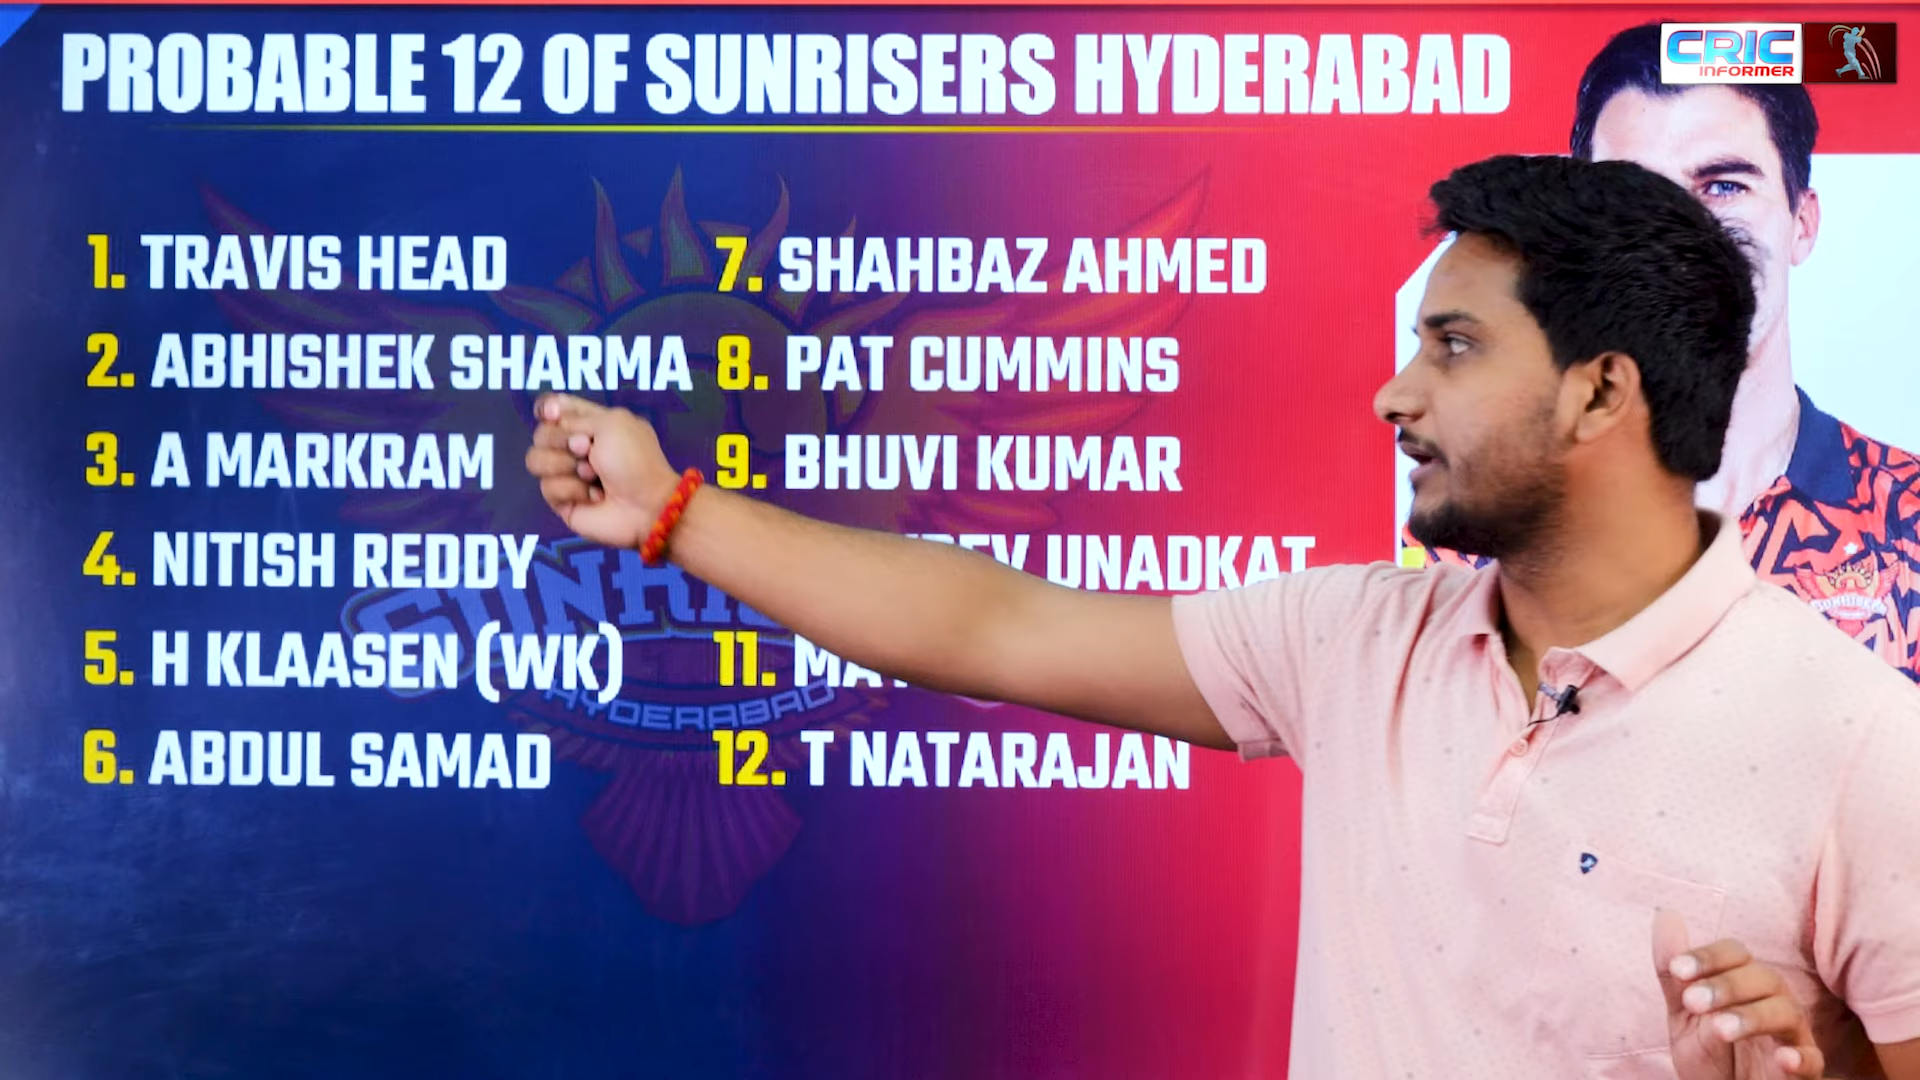 PROBABLE 12 OF SUNRISERS HYDERABAD
CRIC
INFORMER
1. TRAVIS HEAD
2. ABHISHEK SHARMA
3. A MARKRAM
4. NITISH REDDY
5. H KLAASEN (WK)
6. ABDUL SAMAD
7. SHAHBAZ AHMED
8. PAT CUMMINS
9. BHUVI KUMAR
UNADKAT
11.
12. T NATARAJAN
HYDERABAD